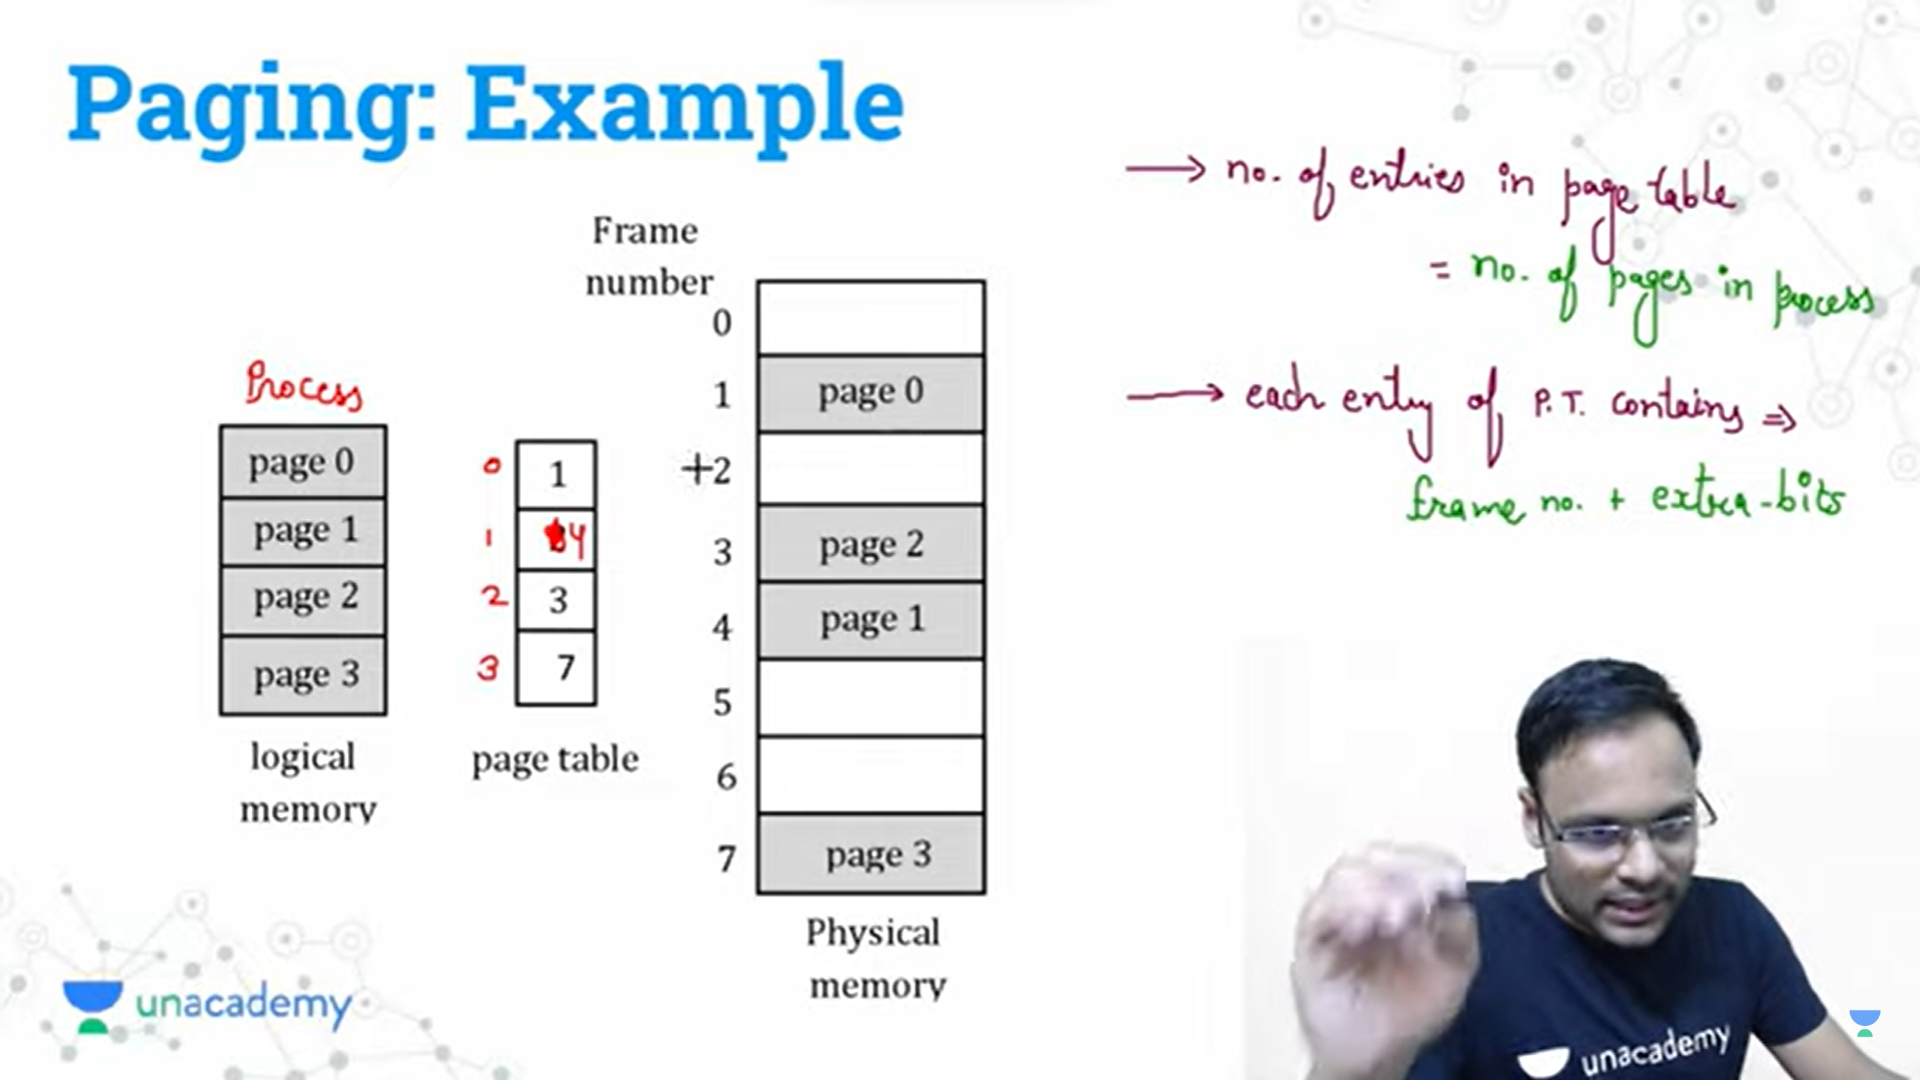 Paging: Example
Frame
number
0
1
+2
3
4
5
6
7
page 0
page 2
page 1
page 3
Physical
memory
Process
page 0
page 1
page 2
page 3
logical
memory
0 1
1 4
2 3
3 7
page table
→ no. of entries in page table
= no. of pages in process
→ each entry of P.T. contains ⇒
frame no. + extra-bits
unacademy
unacademy